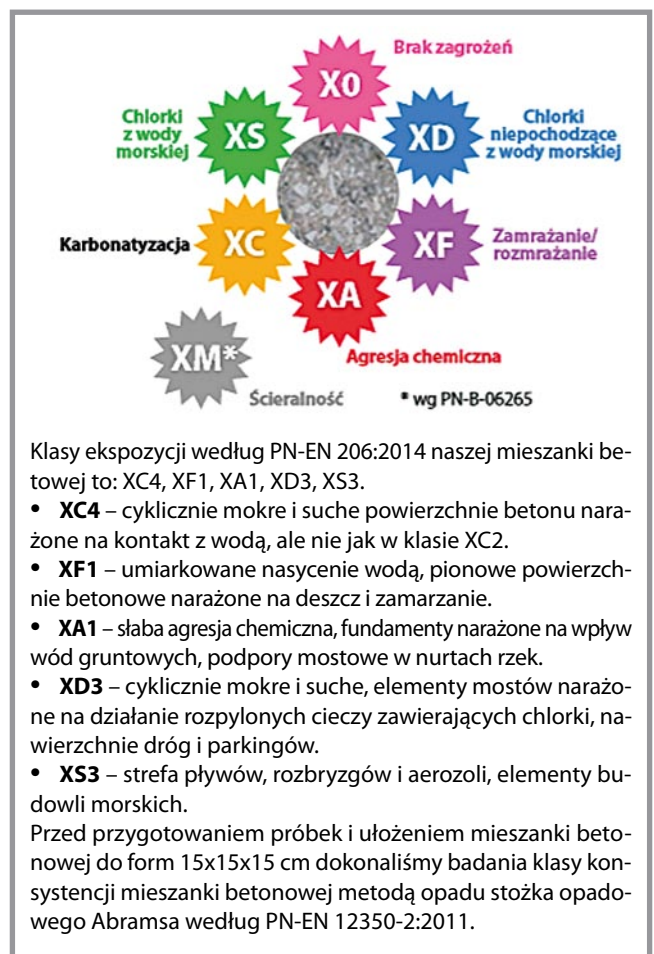 Brak zagrożeń
X0
Chlorki
z wody
morskiej
XS
XD
Chlorki
niepochodzące
z wody morskiej
Karbonatyzacja
XC
XF
Zamrażanie/
rozmrażanie
XA
Agresja chemiczna
XM*
Ścieralność
* wg PN-B-06265
Klasy ekspozycji według PN-EN 206:2014 naszej mieszanki be-
towej to: XC4, XF1, XA1, XD3, XS3.
• XC4 – cyklicznie mokre i suche powierzchnie betonu nara-
żone na kontakt z wodą, ale nie jak w klasie XC2.
• XF1 – umiarkowane nasycenie wodą, pionowe powierzch-
nie betonowe narażone na deszcz i zamarzanie.
• XA1 – słaba agresja chemiczna, fundamenty narażone na wpływ
wód gruntowych, podpory mostowe w nurtach rzek.
• XD3 – cyklicznie mokre i suche, elementy mostów narażo-
ne na działanie rozpylonych cieczy zawierających chlorki, na-
wierzchnie dróg i parkingów.
• XS3 – strefa pływów, rozbryzgów i aerozoli, elementy bu-
dowli morskich.
Przed przygotowaniem próbek i ułożeniem mieszanki beto-
nowej do form 15x15x15 cm dokonaliśmy badania klasy kon-
systencji mieszanki betonowej metodą opadu stożka opado-
wego Abramsa według PN-EN 12350-2:2011.